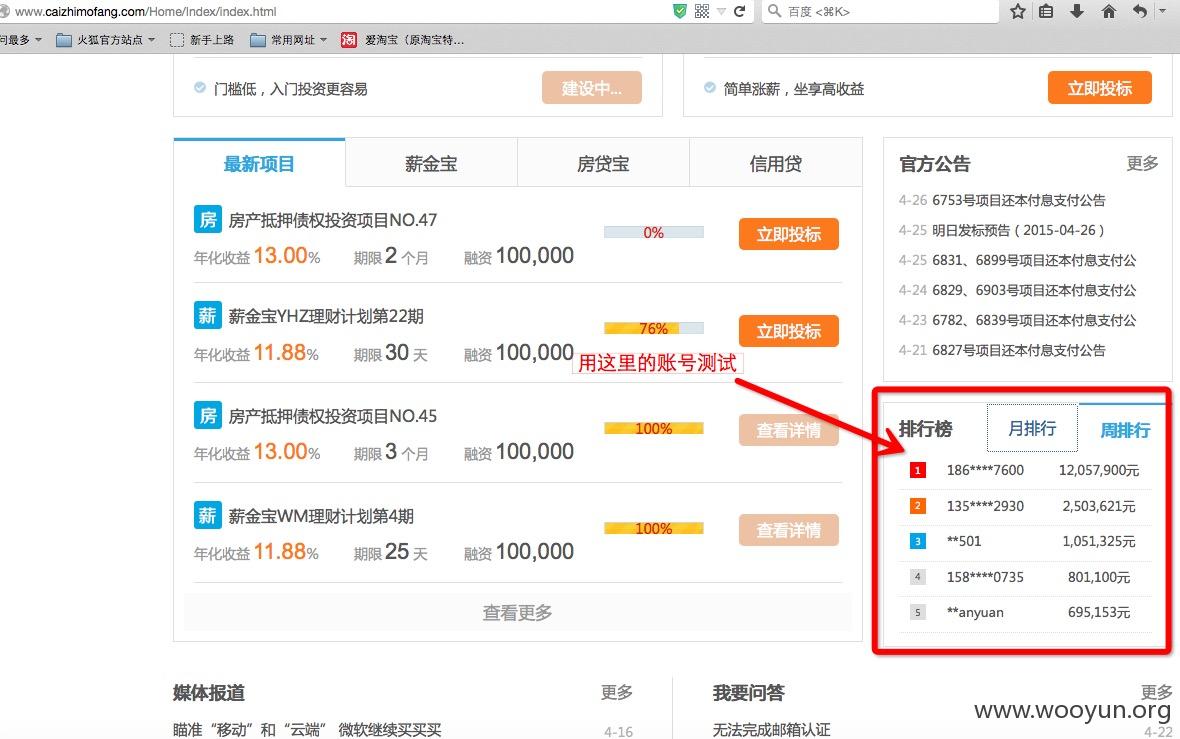 www.caizhimofang.com/Home/Index/index.html
百度 <⌘K>
问最多
火狐官方站点
新手上路
常用网址
淘
爱淘宝（原淘宝特...
门槛低，入门投资更容易
建设中...
简单涨薪，坐享高收益
立即投标
最新项目
薪金宝
房贷宝
信用贷
房 房产抵押债权投资项目NO.47
年化收益 13.00% 期限 2 个月 融资 100,000
0%
立即投标
薪 薪金宝YHZ理财计划第22期
年化收益 11.88% 期限 30 天 融资 100,000
76%
立即投标
用这里的账号测试
房 房产抵押债权投资项目NO.45
年化收益 13.00% 期限 3 个月 融资 100,000
100%
查看详情
薪 薪金宝WM理财计划第4期
年化收益 11.88% 期限 25 天 融资 100,000
100%
查看详情
查看更多
官方公告 更多
4-26 6753号项目还本付息支付公告
4-25 明日发标预告（2015-04-26）
4-25 6831、6899号项目还本付息支付公
4-24 6829、6903号项目还本付息支付公
4-23 6782、6839号项目还本付息支付公
4-21 6827号项目还本付息支付公告
排行榜 月排行 周排行
1 186****7600 12,057,900元
2 135****2930 2,503,621元
3 **501 1,051,325元
4 158****0735 801,100元
5 **anyuan 695,153元
媒体报道 更多
瞄准“移动”和“云端” 微软继续买买买 4-16
我要问答 更多
无法完成邮箱认证 4-22
www.wooyun.org